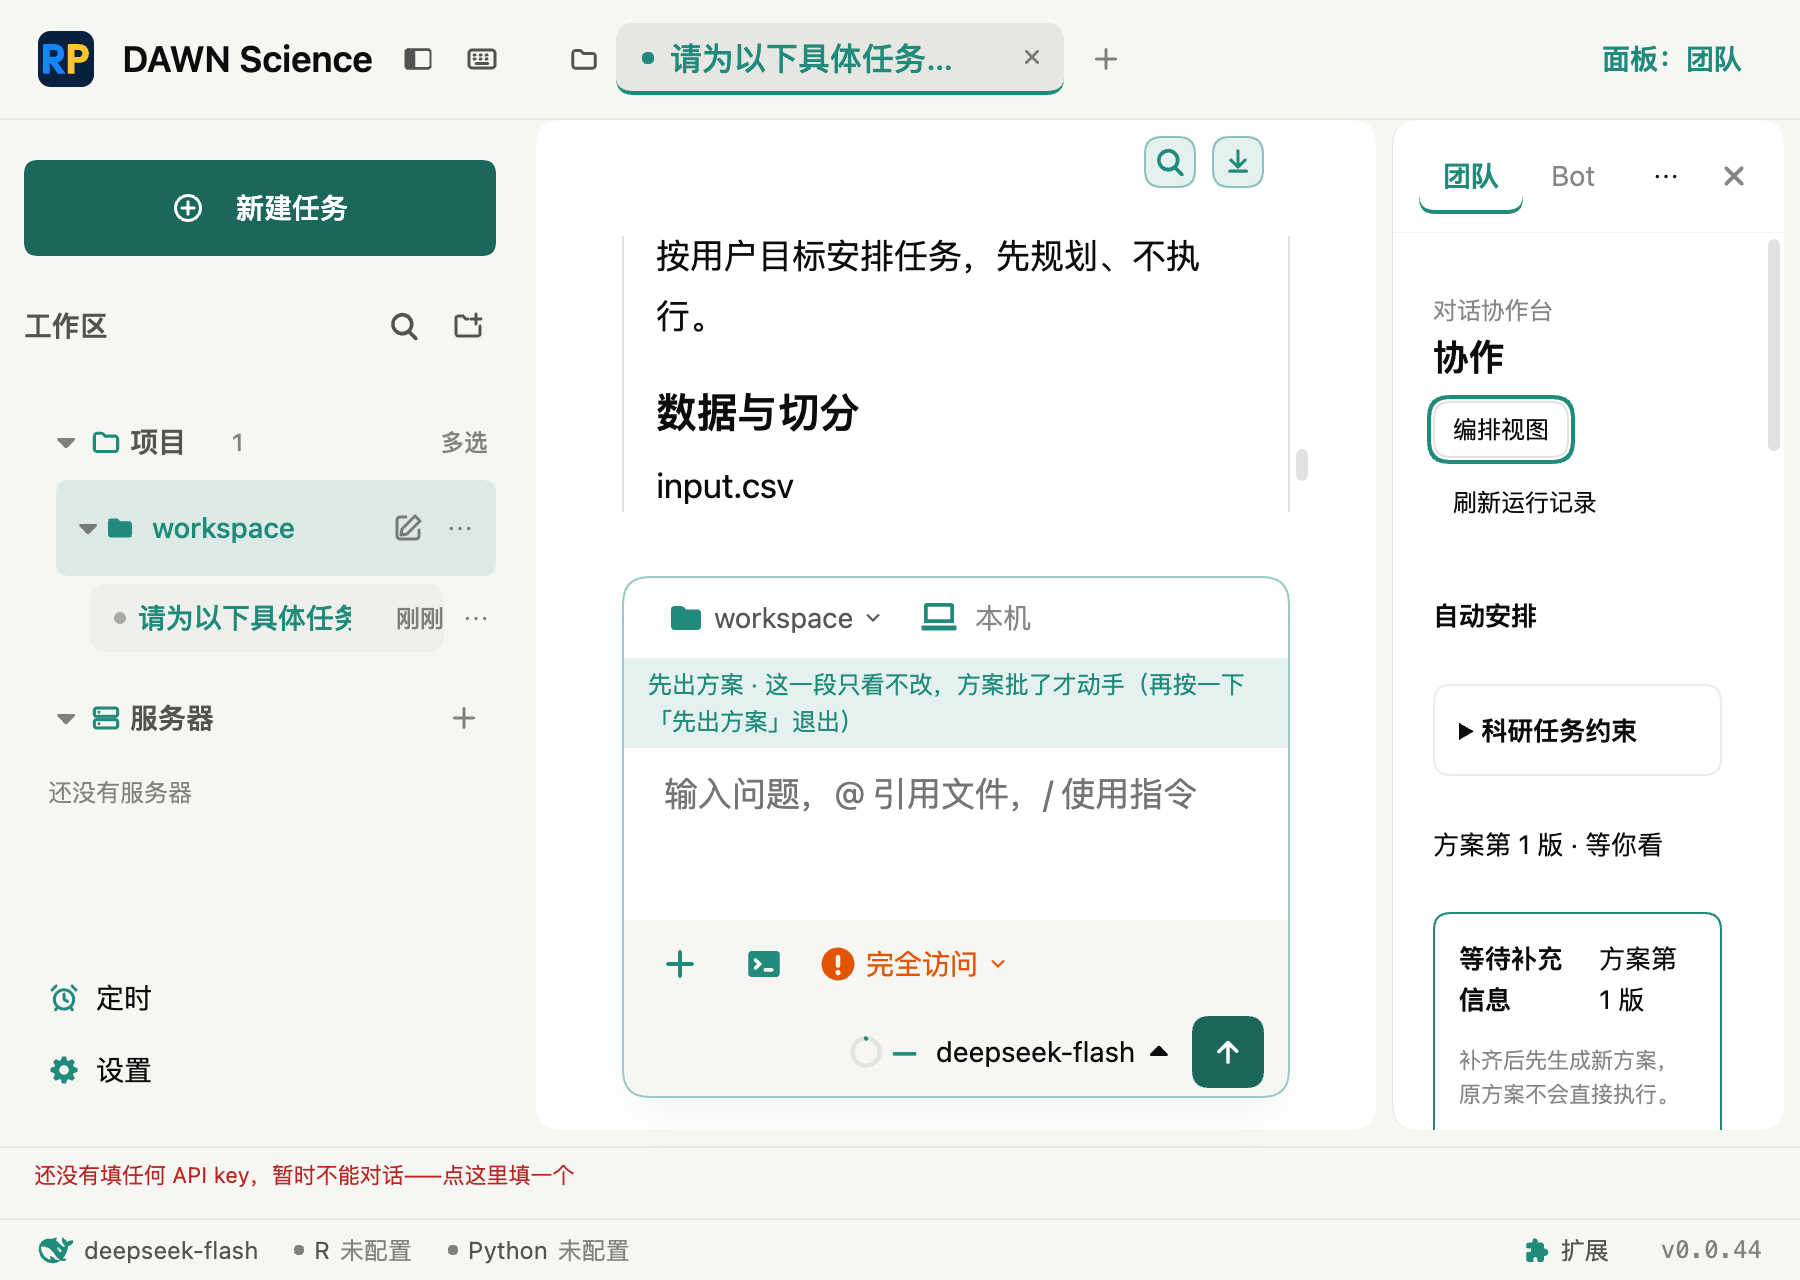 RP DAWN Science
请为以下具体任务...
面板：团队
新建任务
工作区
项目 1 多选
workspace
请为以下具体任务 刚刚
服务器
还没有服务器
定时
设置
按用户目标安排任务，先规划、不执
行。
数据与切分
input.csv
workspace 本机
先出方案 · 这一段只看不改，方案批了才动手（再按一下
「先出方案」退出）
输入问题，@ 引用文件，/ 使用指令
完全访问
deepseek-flash
团队 Bot ...
对话协作台
协作
编排视图
刷新运行记录
自动安排
科研任务约束
方案第 1 版 · 等你看
等待补充
信息
方案第
1 版
补齐后先生成新方案，
原方案不会直接执行。
还没有填任何 API key，暂时不能对话——点这里填一个
deepseek-flash R 未配置 Python 未配置
扩展 v0.0.44